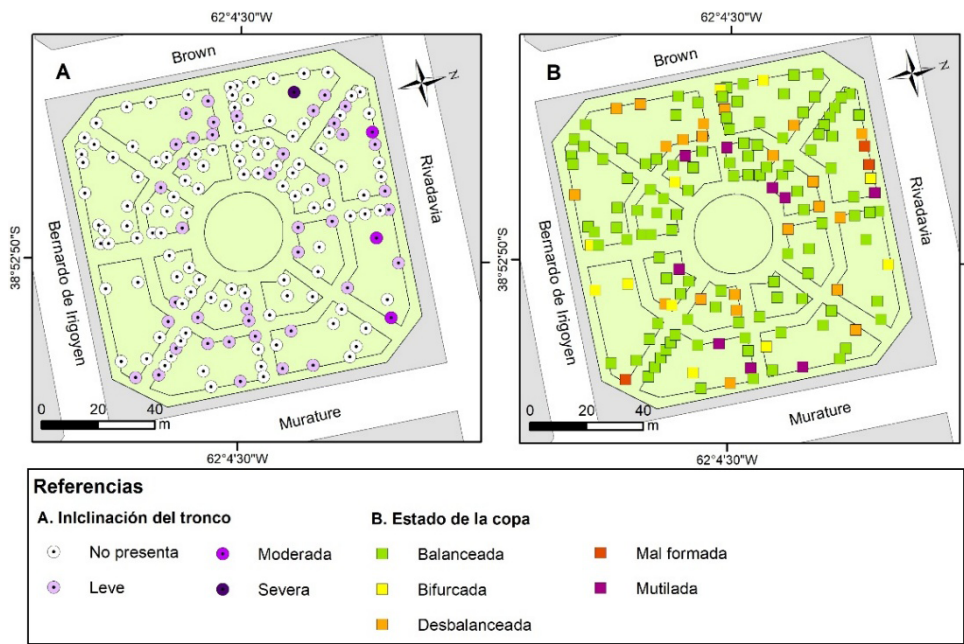 62°4'30"W
62°4'30"W
A
Brown
N
Rivadavia
Bernardo de Irigoyen
Murature
38°52'50"S
0 20 40
m
62°4'30"W
B
Brown
N
Rivadavia
Bernardo de Irigoyen
Murature
38°52'50"S
0 20 40
m
62°4'30"W
Referencias
A. Inlclinación del tronco
No presenta
Leve
Moderada
Severa
B. Estado de la copa
Balanceada
Bifurcada
Desbalanceada
Mal formada
Mutilada